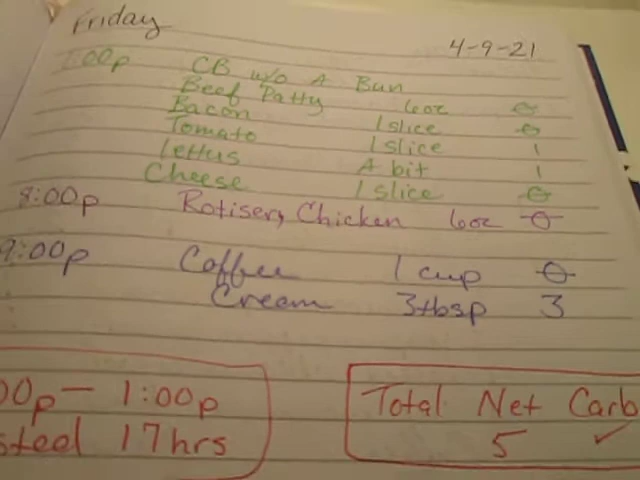 Friday 4-9-21
:00p CB w/o A Bun
Beef Patty 6oz 0
Bacon 1 slice 0
Tomato 1 slice 1
Lettus A bit 1
Cheese 1 slice 0
8:00p Rotisery Chicken 6oz 0
9:00p Coffee 1 cup 0
Cream 3tbsp 3
00p — 1:00p Total Net Carb
17hrs 5 ✓